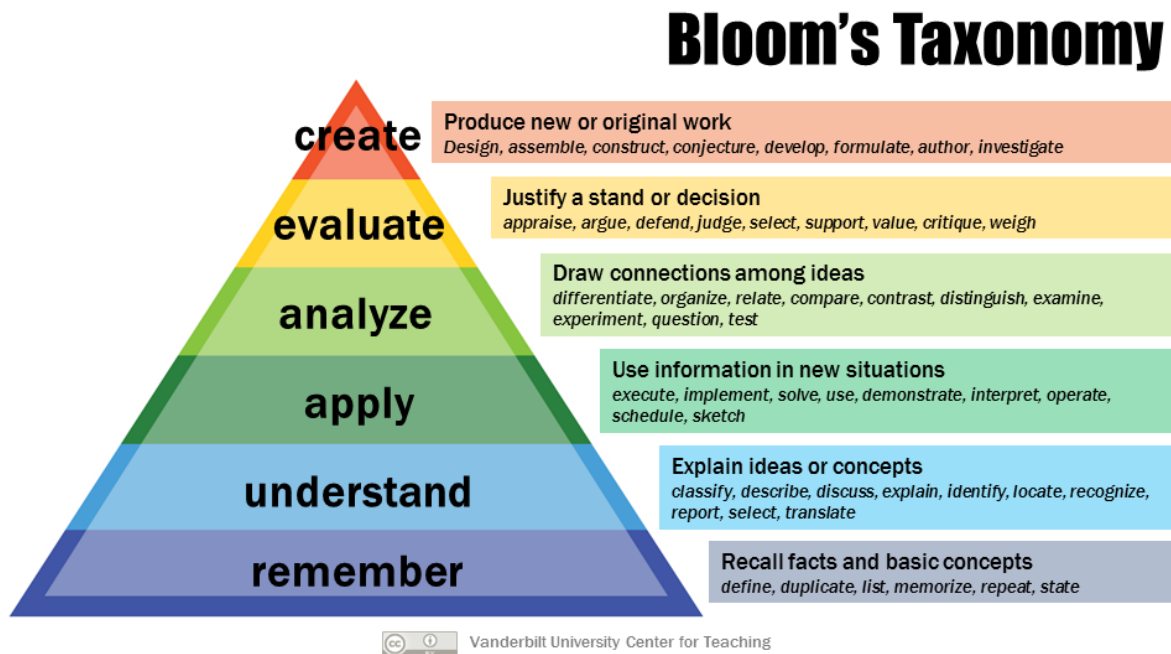 Bloom's Taxonomy
create
Produce new or original work
Design, assemble, construct, conjecture, develop, formulate, author, investigate
evaluate
Justify a stand or decision
appraise, argue, defend, judge, select, support, value, critique, weigh
analyze
Draw connections among ideas
differentiate, organize, relate, compare, contrast, distinguish, examine,
experiment, question, test
apply
Use information in new situations
execute, implement, solve, use, demonstrate, interpret, operate,
schedule, sketch
understand
Explain ideas or concepts
classify, describe, discuss, explain, identify, locate, recognize,
report, select, translate
remember
Recall facts and basic concepts
define, duplicate, list, memorize, repeat, state
cc
Vanderbilt University Center for Teaching